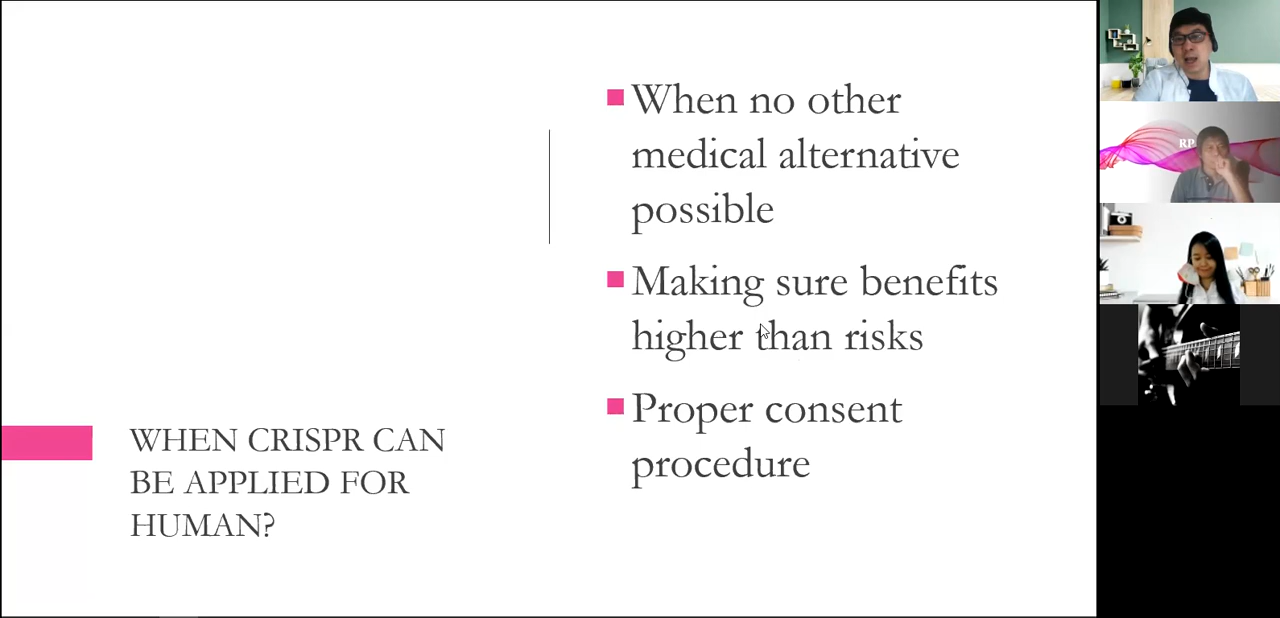 When no other
medical alternative
possible
Making sure benefits
higher than risks
Proper consent
procedure
WHEN CRISPR CAN
BE APPLIED FOR
HUMAN?
RP